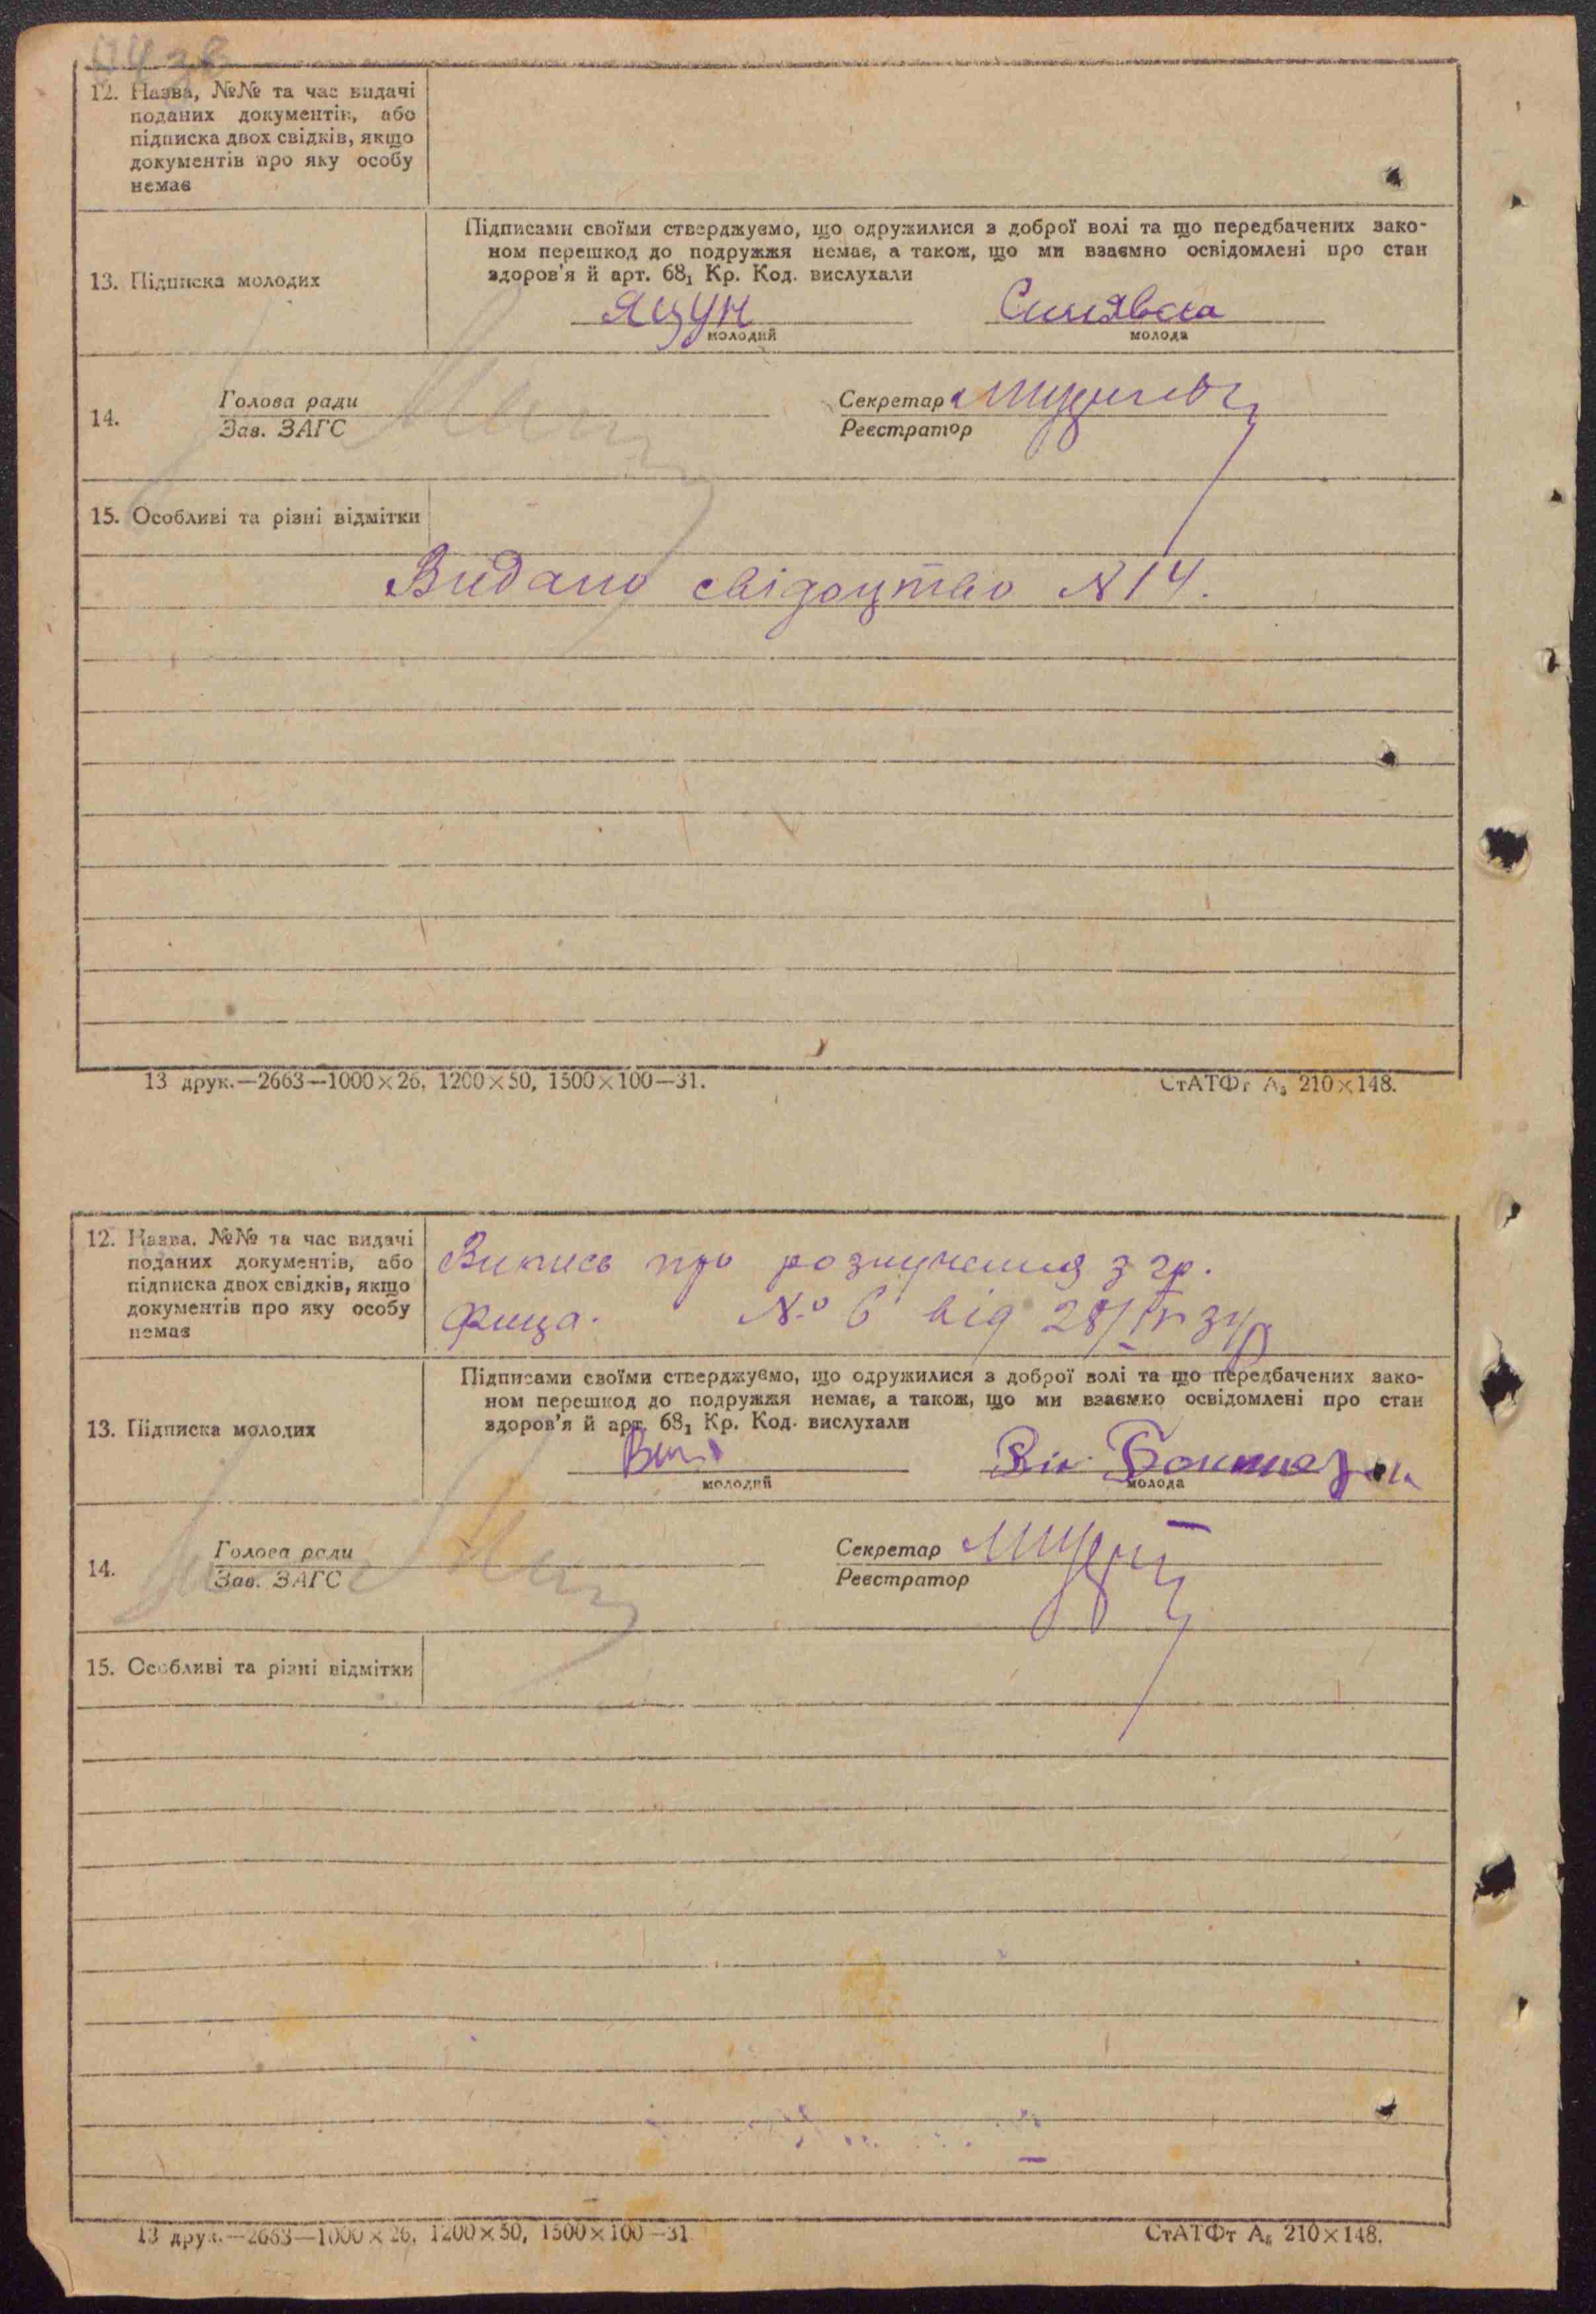 12. Назва, №№ та час видачі
поданих документів, або
підписка двох свідків, якщо
документів про яку особу
немає
13. Підписка молодих
Підписами своїми стверджуємо, що одружилися з доброї волі та що передбачених зако-
ном перешкод до подружжя немає, а також, що ми взаємно освідомлені про стан
здоров'я й арт. 68₁ Кр. Код. вислухали
Яцун
Синявска
молодий
молода
14.
Голова ради
Зав. ЗАГС
Секретар
Реєстратор
15. Особливі та різні відмітки
Видано свідоцтво N 14.
13 друк.—2663—1000×26, 1200×50, 1500×100—31.
СтАТФт А₅ 210×148.
12. Назва, №№ та час видачі
поданих документів, або
підписка двох свідків, якщо
документів про яку особу
немає
Випись про розлучення з гр.
№ 6 від 28/IV
13. Підписка молодих
Підписами своїми стверджуємо, що одружилися з доброї волі та що передбачених зако-
ном перешкод до подружжя немає, а також, що ми взаємно освідомлені про стан
здоров'я й арт. 68₁ Кр. Код. вислухали
молодий
молода
14.
Голова ради
Зав. ЗАГС
Секретар
Реєстратор
15. Особливі та різні відмітки
13 друк.—2663—1000×26, 1200×50, 1500×100—31
СтАТФт А₅ 210×148.